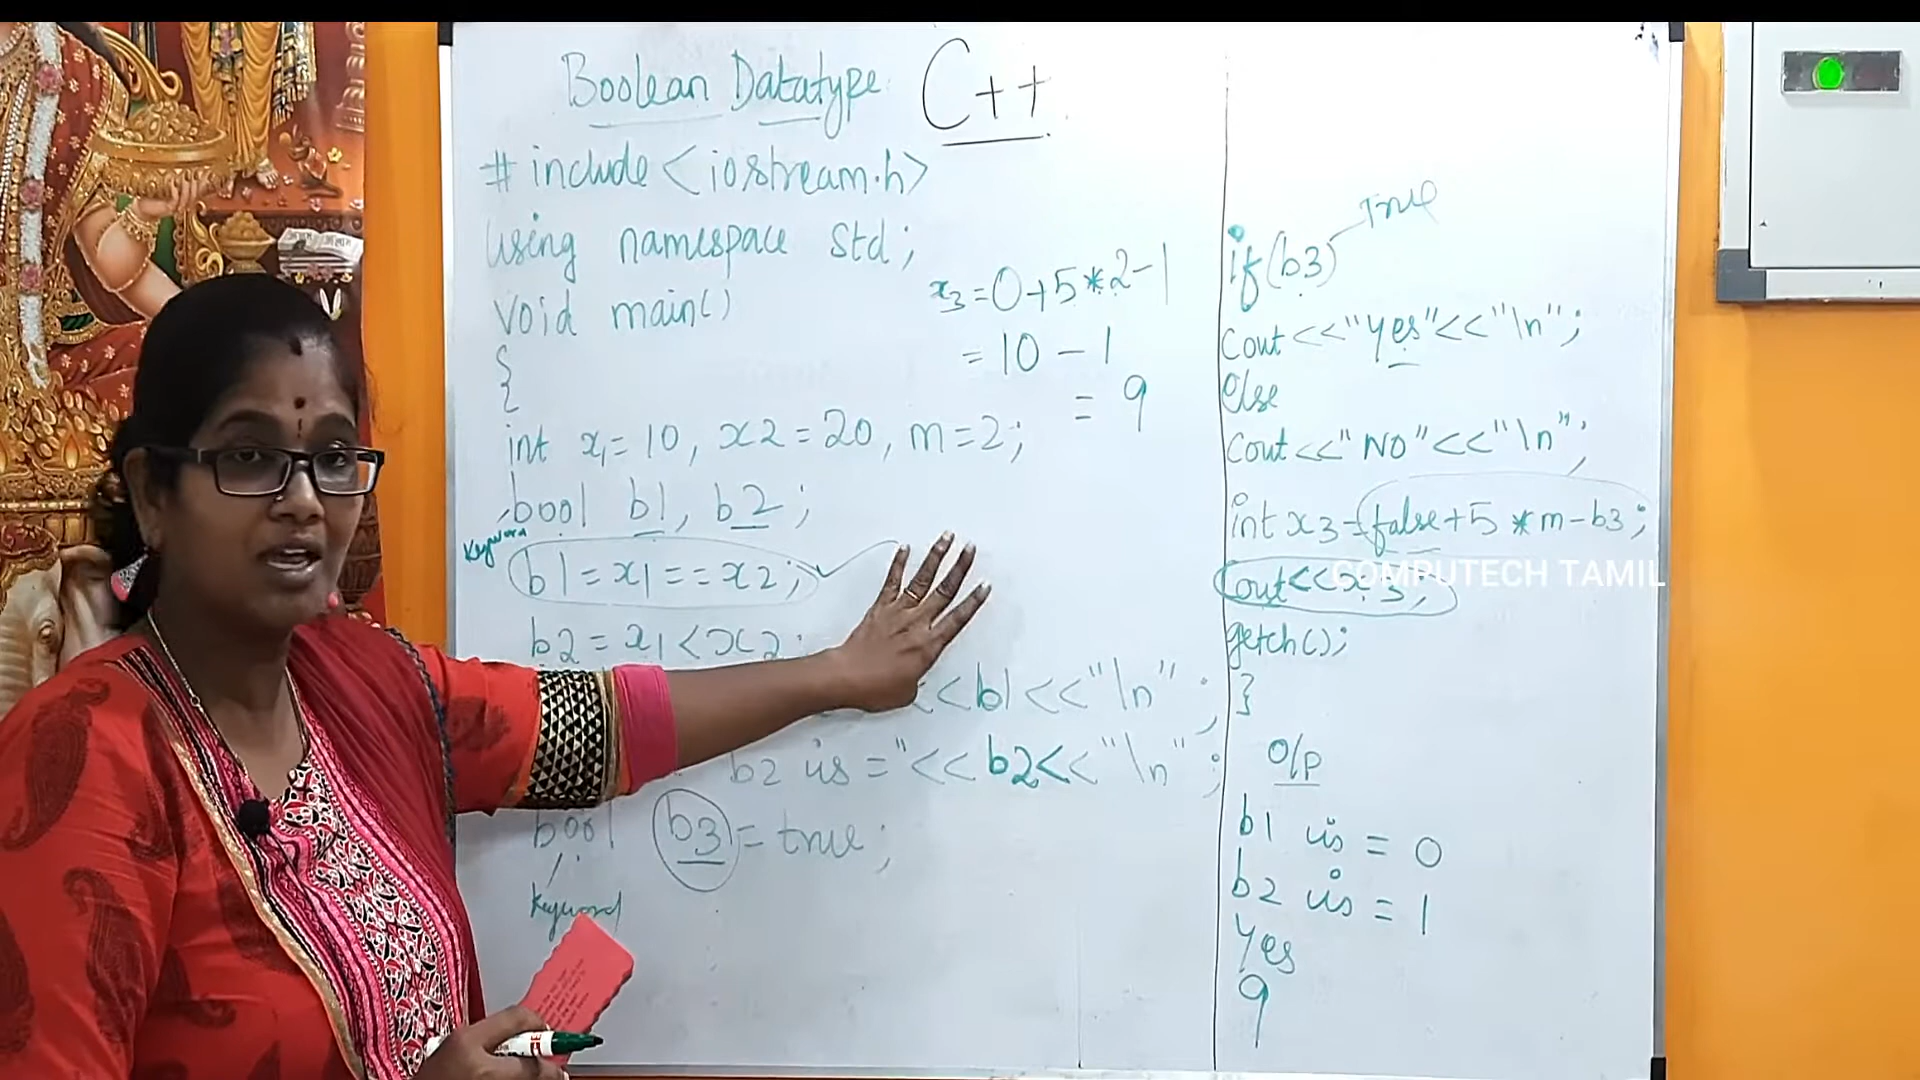 Boolean Datatype C++
# include <iostream.h>
using namespace std;
void main()
{
int x1 = 10, x2 = 20, m = 2;
bool b1, b2;
Keyword
b1 = x1 == x2;
b2 = x1 < x2;
<<b1<<"\n";
b2 is ="<<b2<<"\n";
bool b3 = true;
Keyword
x3 = 0+5*2-1
= 10 - 1
= 9
True
if(b3)
Cout <<"yes"<<"\n";
else
Cout <<"NO"<<"\n";
int x3 = false + 5 * m - b3;
Cout<<x3;
COMPUTECH TAMIL
getch();
}
O/P
b1 is = 0
b2 is = 1
Yes
9